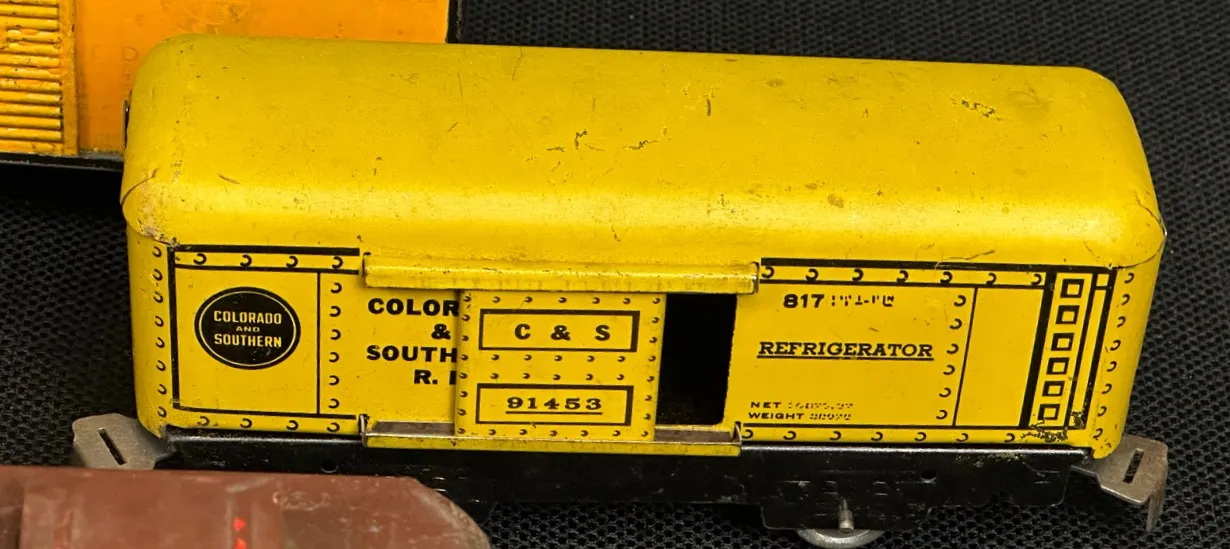 COLORADO
AND
SOUTHERN
COLOR
&
SOUTH
R.
C & S
91453
817
REFRIGERATOR
NET
WEIGHT